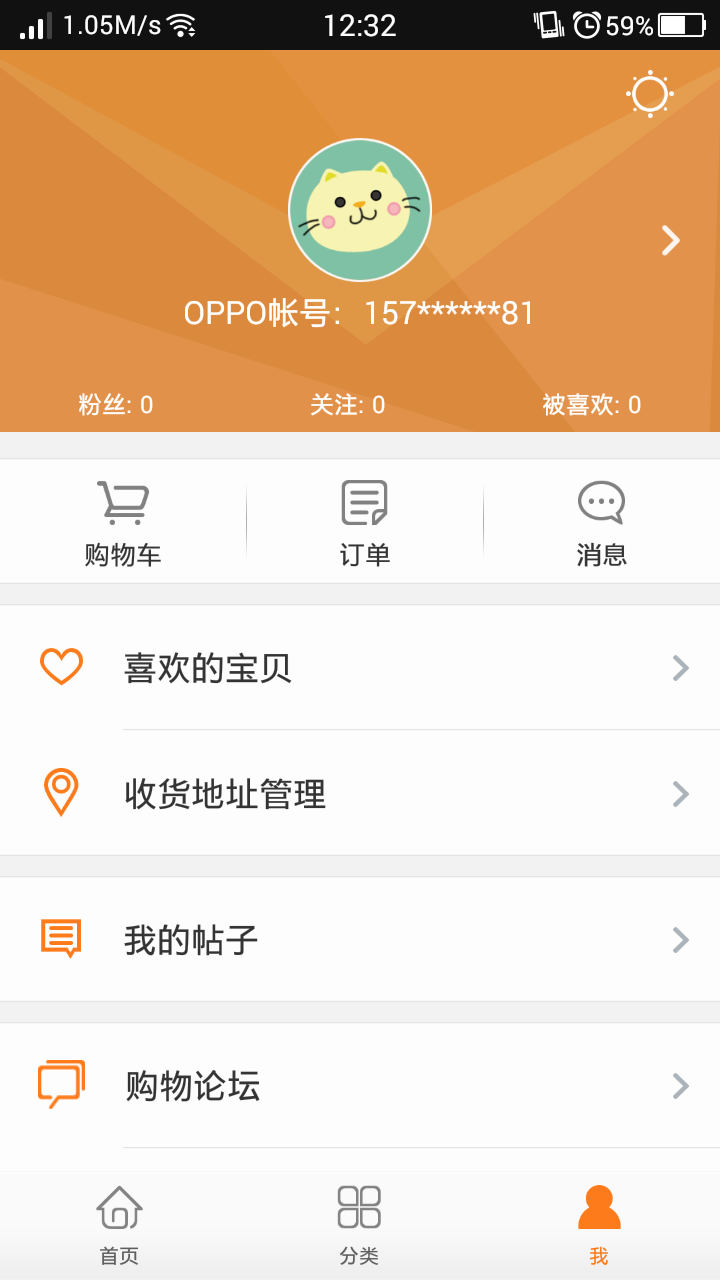 1.05M/s 12:32 59%
OPPO帐号： 157******81
粉丝: 0 关注: 0 被喜欢: 0
购物车 订单 消息
喜欢的宝贝
收货地址管理
我的帖子
购物论坛
首页 分类 我